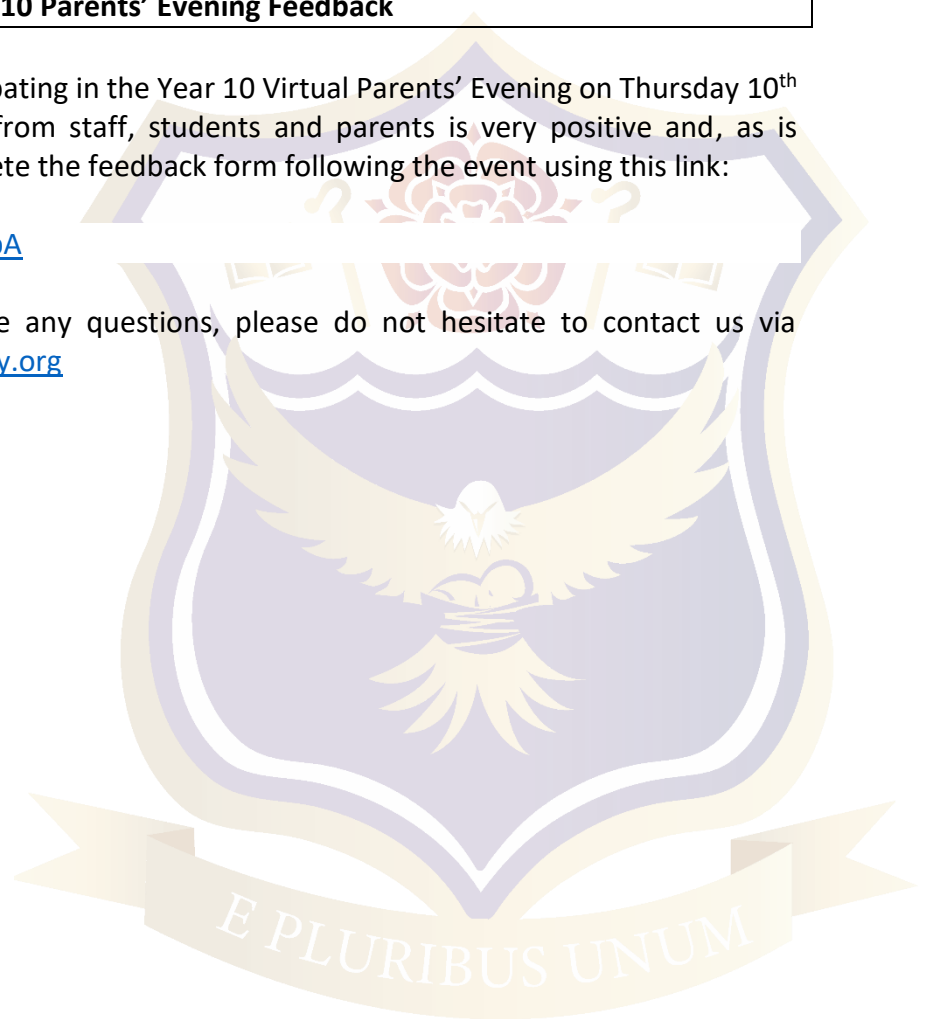 10 Parents’ Evening Feedback
pating in the Year 10 Virtual Parents’ Evening on Thursday 10th
from staff, students and parents is very positive and, as is
ete the feedback form following the event using this link:
oA
e any questions, please do not hesitate to contact us via
y.org
E PLURIBUS UNUM